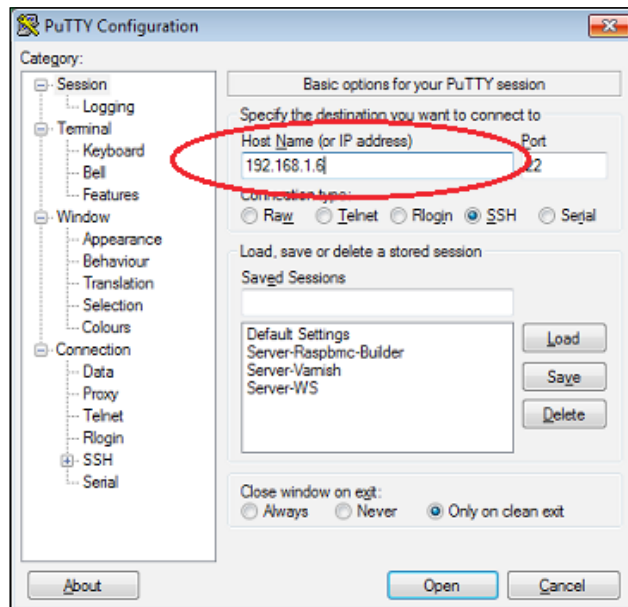 PuTTY Configuration
Category:
Session
Logging
Terminal
Keyboard
Bell
Features
Window
Appearance
Behaviour
Translation
Selection
Colours
Connection
Data
Proxy
Telnet
Rlogin
SSH
Serial
Basic options for your PuTTY session
Specify the destination you want to connect to
Host Name (or IP address) Port
192.168.1.6 22
Connection type:
Raw Telnet Rlogin SSH Serial
Load, save or delete a stored session
Saved Sessions
Default Settings
Server-Raspbmc-Builder
Server-Varnish
Server-WS
Load
Save
Delete
Close window on exit:
Always Never Only on clean exit
About Open Cancel